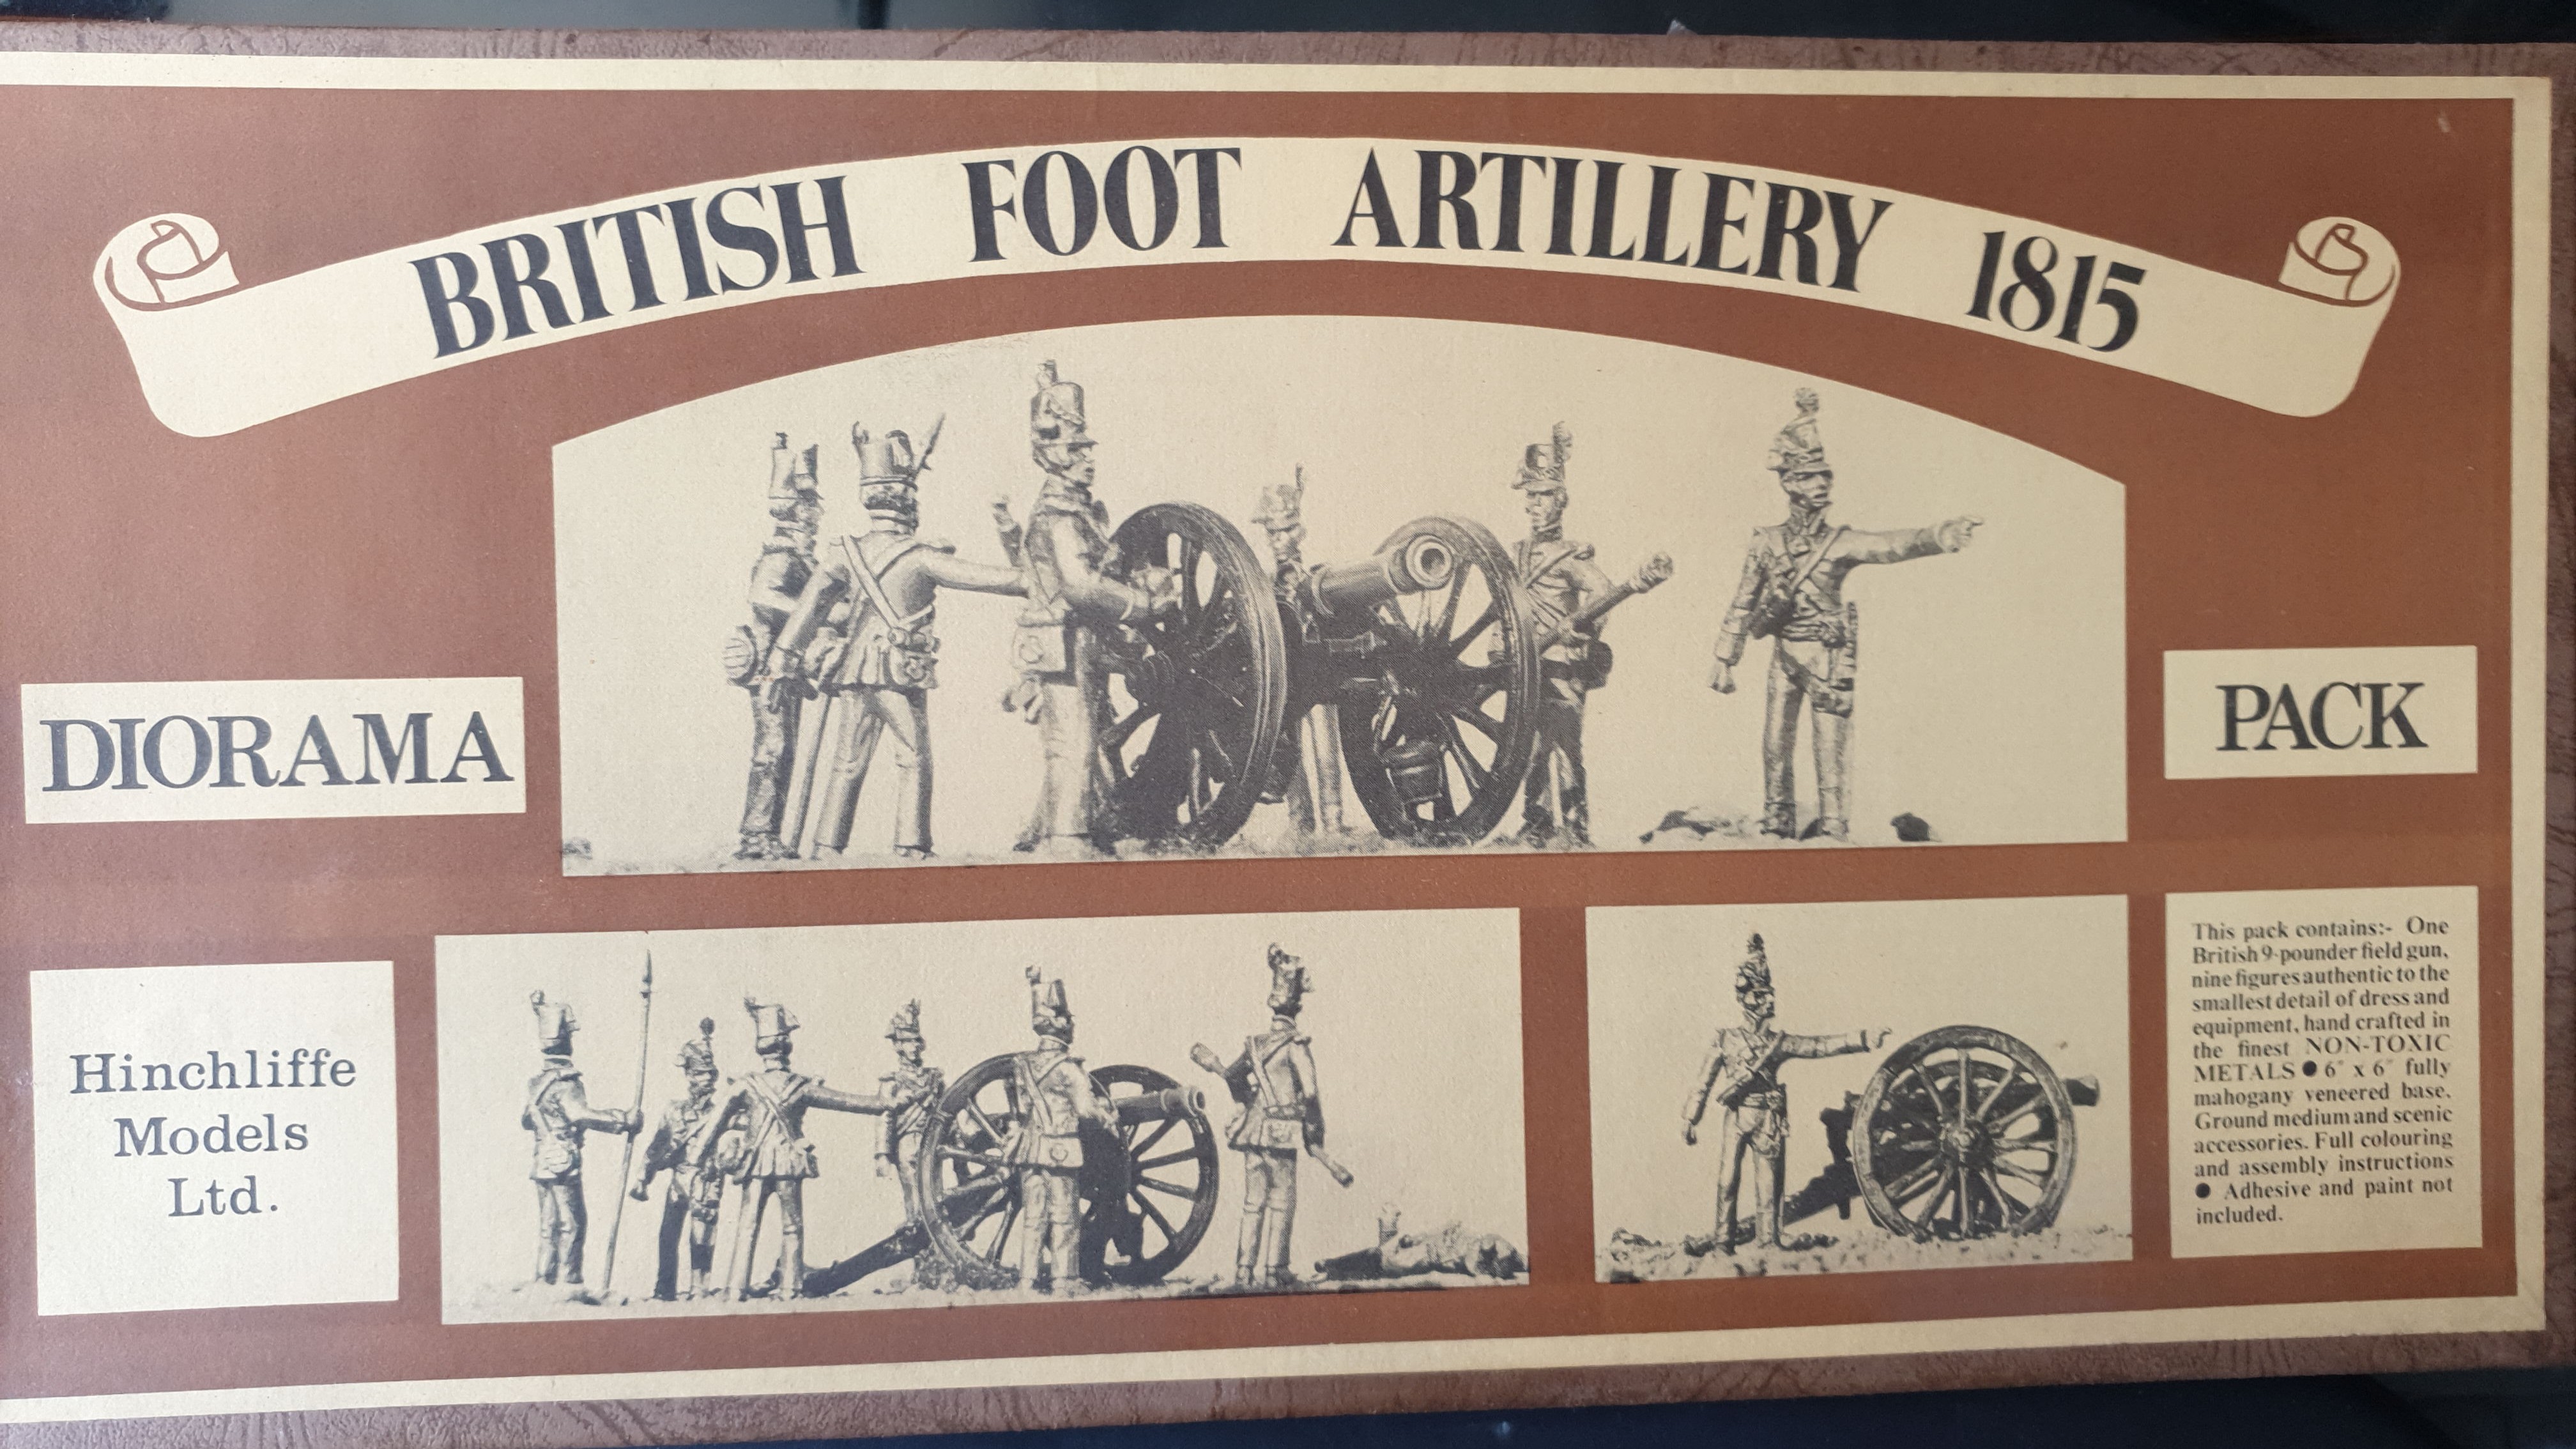 BRITISH FOOT ARTILLERY 1815
DIORAMA
PACK
Hinchliffe
Models
Ltd.
This pack contains:- One
British 9-pounder field gun,
nine figures authentic to the
smallest detail of dress and
equipment, hand crafted in
the finest NON-TOXIC
METALS ● 6" x 6" fully
mahogany veneered base.
Ground medium and scenic
accessories. Full colouring
and assembly instructions
● Adhesive and paint not
included.